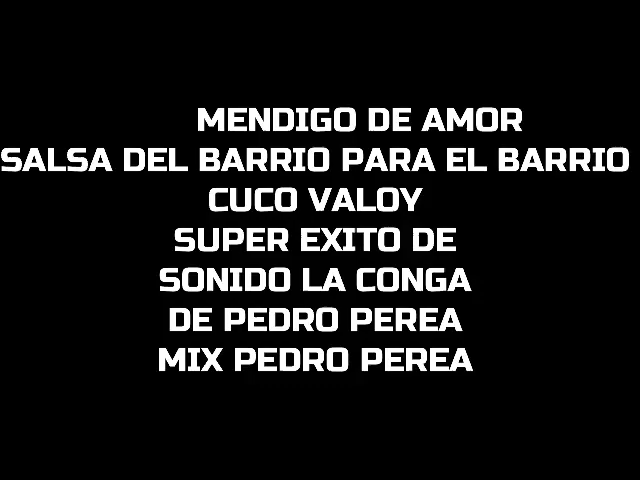 MENDIGO DE AMOR
SALSA DEL BARRIO PARA EL BARRIO
CUCO VALOY
SUPER EXITO DE
SONIDO LA CONGA
DE PEDRO PEREA
MIX PEDRO PEREA